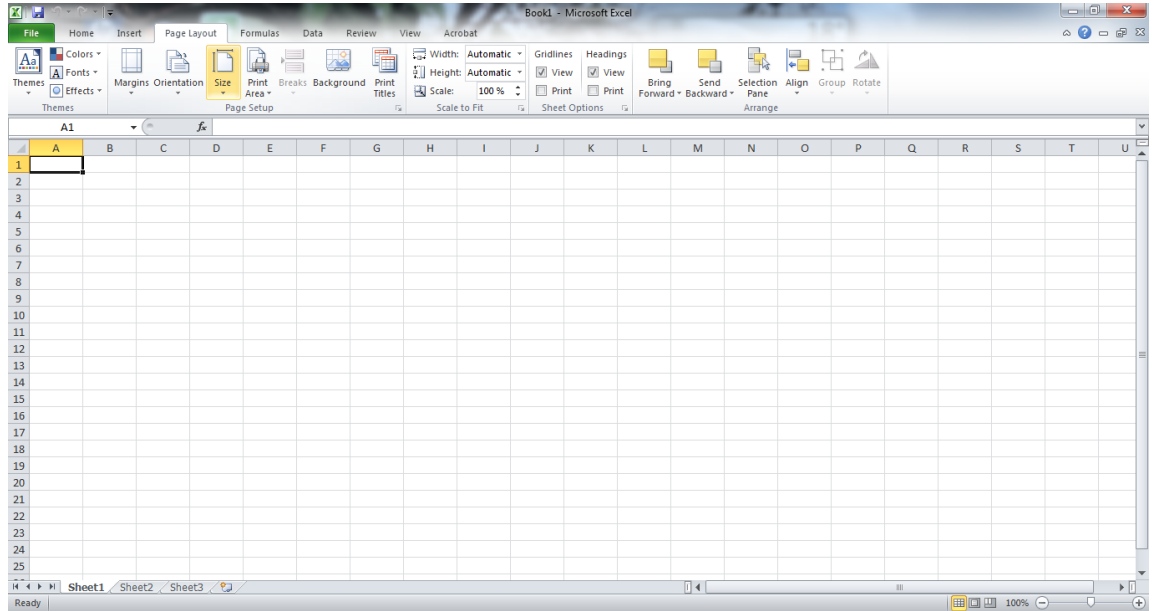 Book1 - Microsoft Excel
File Home Insert Page Layout Formulas Data Review View Acrobat
Aa Themes
Colors
A Fonts
Effects
Themes
Margins Orientation Size Print Area Breaks Background Print Titles
Page Setup
Width: Automatic
Height: Automatic
Scale: 100 %
Scale to Fit
Gridlines Headings
View View
Print Print
Sheet Options
Bring Forward Send Backward Selection Pane Align Group Rotate
Arrange
A1 fx
A B C D E F G H I J K L M N O P Q R S T U
1
2
3
4
5
6
7
8
9
10
11
12
13
14
15
16
17
18
19
20
21
22
23
24
25
Sheet1 Sheet2 Sheet3
Ready 100%